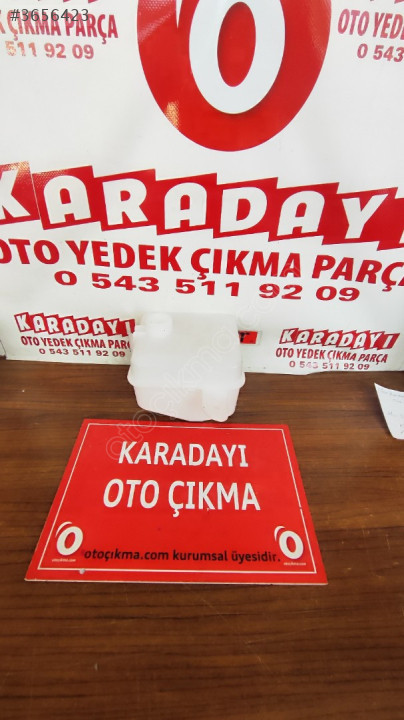 #3656423
K ÇIKMA PARÇA
0 543 511 92 09
OTO YEDEK
0 543
KARADAYI
OTO YEDEK ÇIKMA PARÇA
0 543 511 92 09
KARADAYI
OTO YEDEK ÇIKMA PARÇA
0 543 511 92 09
KARADAYI
OTO YEDEK ÇIKMA PARÇA
0 543 511 92 09
KARADAYI
OTO ÇIKMA
otoçıkma.com kurumsal üyesidir.